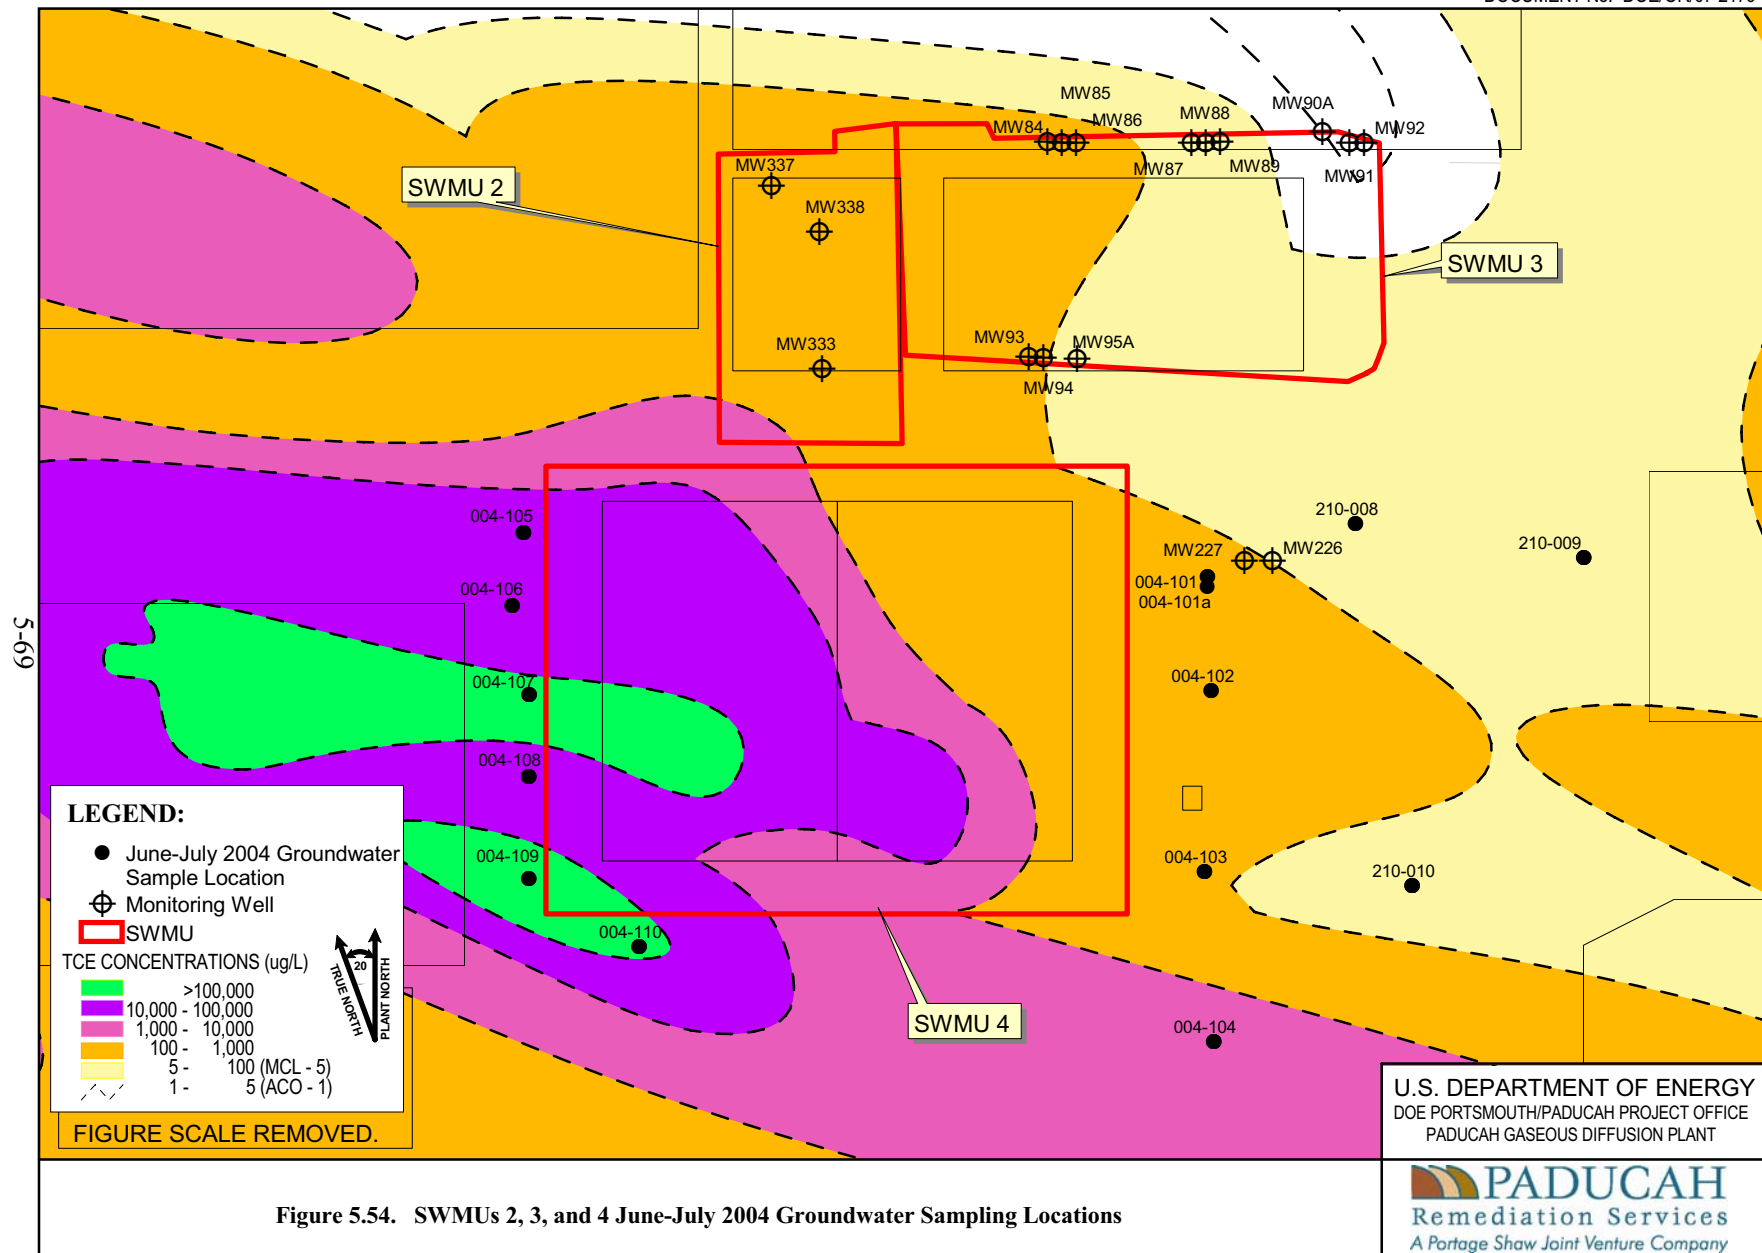 MW85
MW90A
MW88
MW84
MW86
MW92
MW337
MW87
MW89
MW91
SWMU 2
MW338
SWMU 3
MW333
MW93
MW95A
MW94
004-105
210-008
210-009
MW227
MW226
004-101
004-101a
004-106
5-69
004-107
004-102
004-108
004-109
004-103
210-010
004-110
SWMU 4
004-104
LEGEND:
June-July 2004 Groundwater
Sample Location
Monitoring Well
SWMU
TCE CONCENTRATIONS (ug/L)
>100,000
10,000 - 100,000
1,000 - 10,000
100 - 1,000
5 - 100 (MCL - 5)
1 - 5 (ACO - 1)
20
TRUE NORTH
PLANT NORTH
FIGURE SCALE REMOVED.
U.S. DEPARTMENT OF ENERGY
DOE PORTSMOUTH/PADUCAH PROJECT OFFICE
PADUCAH GASEOUS DIFFUSION PLANT
PADUCAH
Remediation Services
A Portage Shaw Joint Venture Company
Figure 5.54. SWMUs 2, 3, and 4 June-July 2004 Groundwater Sampling Locations